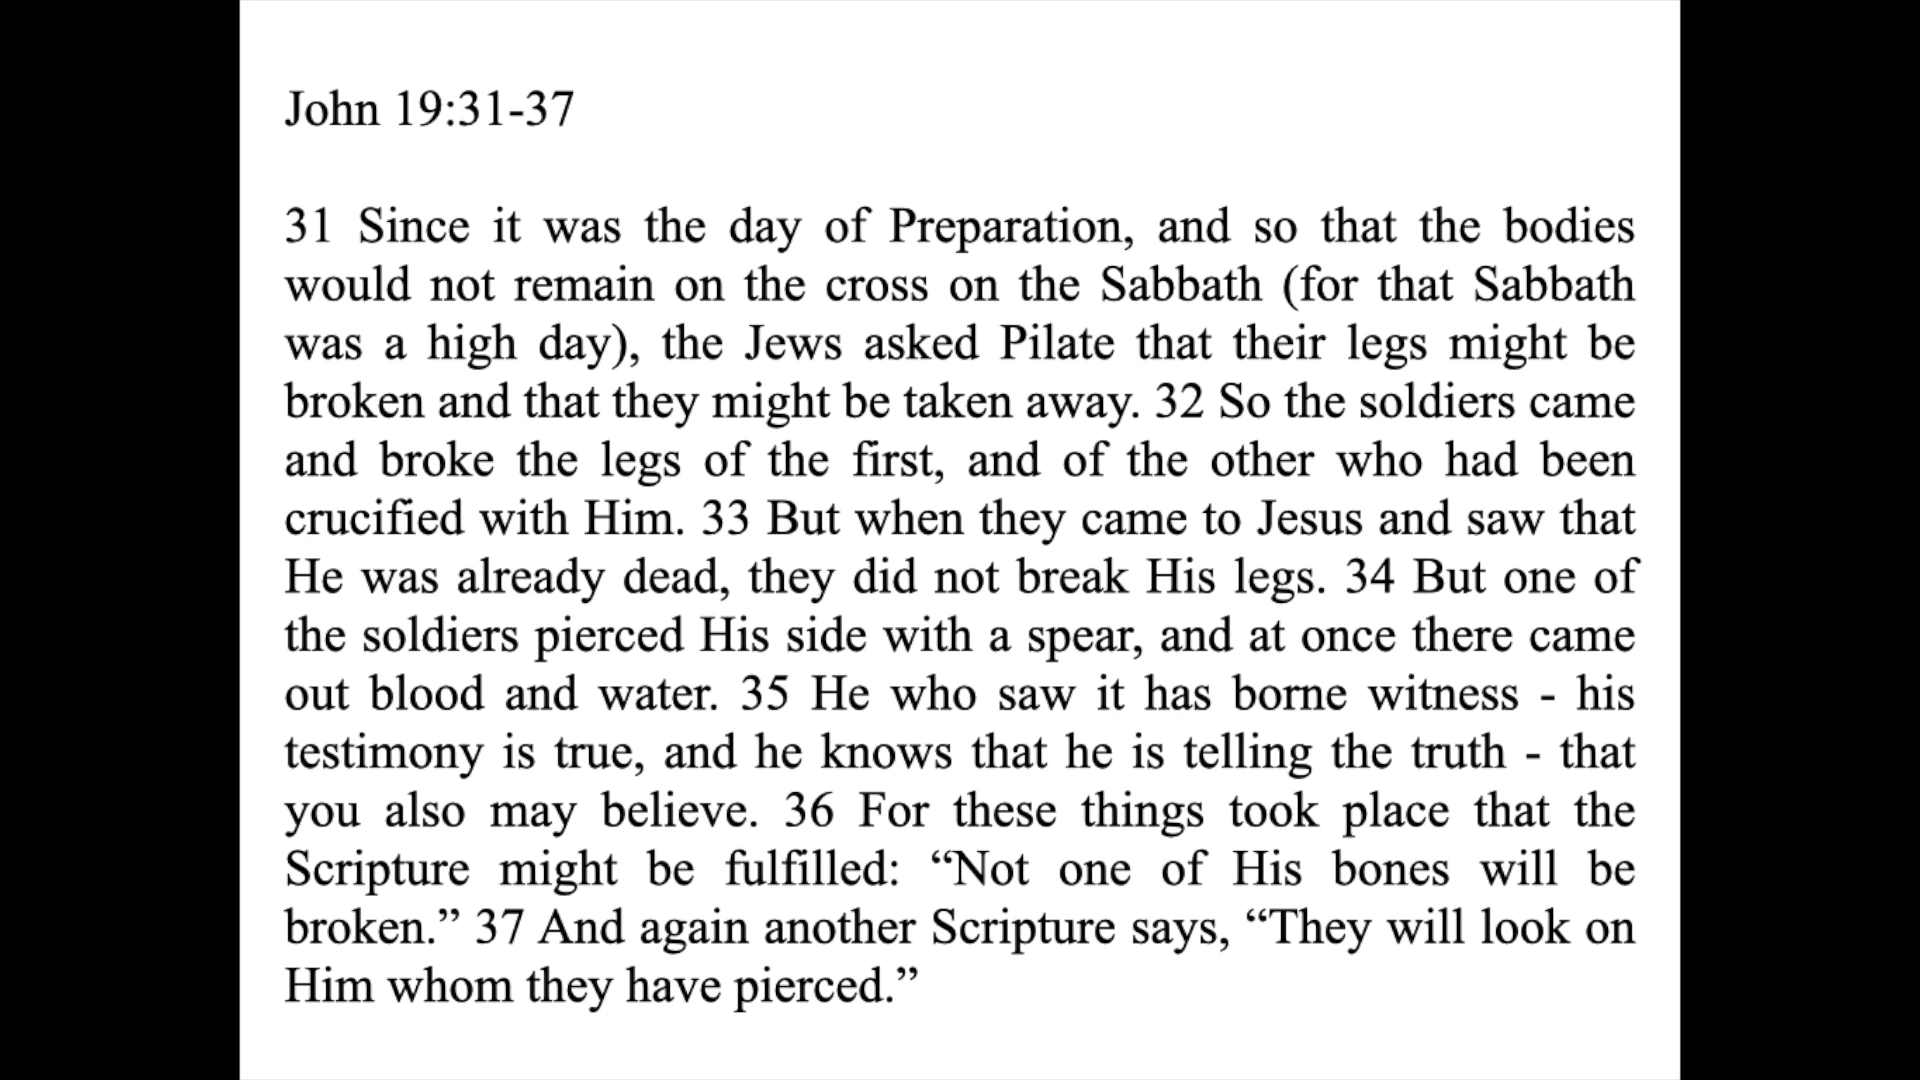 John 19:31-37
31 Since it was the day of Preparation, and so that the bodies
would not remain on the cross on the Sabbath (for that Sabbath
was a high day), the Jews asked Pilate that their legs might be
broken and that they might be taken away. 32 So the soldiers came
and broke the legs of the first, and of the other who had been
crucified with Him. 33 But when they came to Jesus and saw that
He was already dead, they did not break His legs. 34 But one of
the soldiers pierced His side with a spear, and at once there came
out blood and water. 35 He who saw it has borne witness - his
testimony is true, and he knows that he is telling the truth - that
you also may believe. 36 For these things took place that the
Scripture might be fulfilled: “Not one of His bones will be
broken.” 37 And again another Scripture says, “They will look on
Him whom they have pierced.”